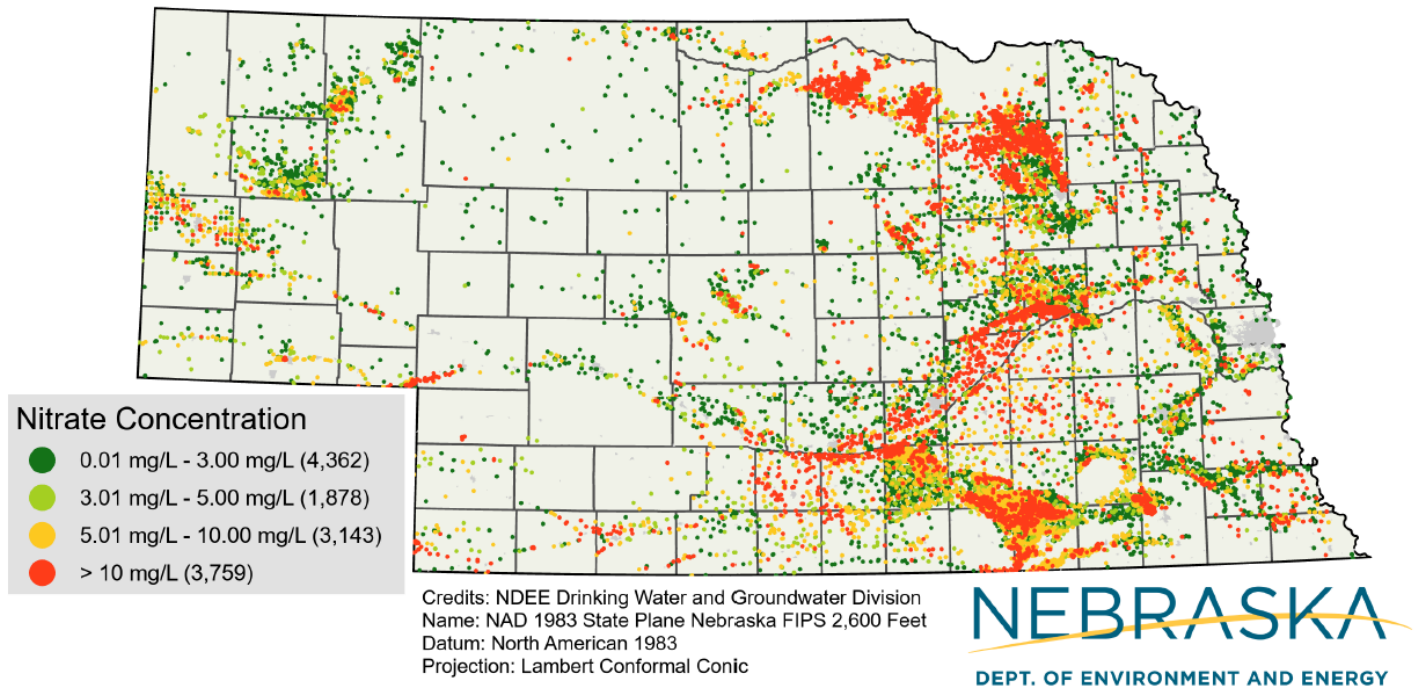 Nitrate Concentration
0.01 mg/L - 3.00 mg/L (4,362)
3.01 mg/L - 5.00 mg/L (1,878)
5.01 mg/L - 10.00 mg/L (3,143)
> 10 mg/L (3,759)
Credits: NDEE Drinking Water and Groundwater Division
Name: NAD 1983 State Plane Nebraska FIPS 2,600 Feet
Datum: North American 1983
Projection: Lambert Conformal Conic
NEBRASKA
DEPT. OF ENVIRONMENT AND ENERGY